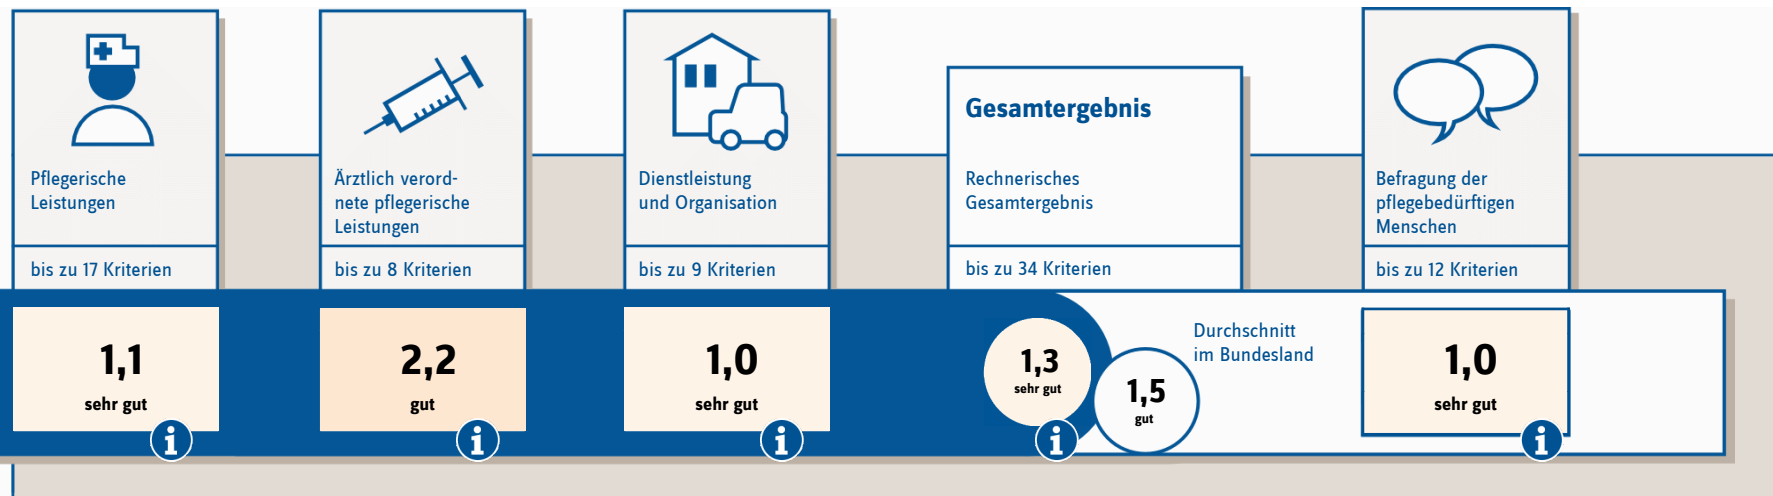 Pflegerische
Leistungen
bis zu 17 Kriterien
1,1
sehr gut
i
Ärztlich verord-
nete pflegerische
Leistungen
bis zu 8 Kriterien
2,2
gut
i
Dienstleistung
und Organisation
bis zu 9 Kriterien
1,0
sehr gut
i
Gesamtergebnis
Rechnerisches
Gesamtergebnis
bis zu 34 Kriterien
1,3
sehr gut
i
1,5
gut
Durchschnitt
im Bundesland
Befragung der
pflegebedürftigen
Menschen
bis zu 12 Kriterien
1,0
sehr gut
i